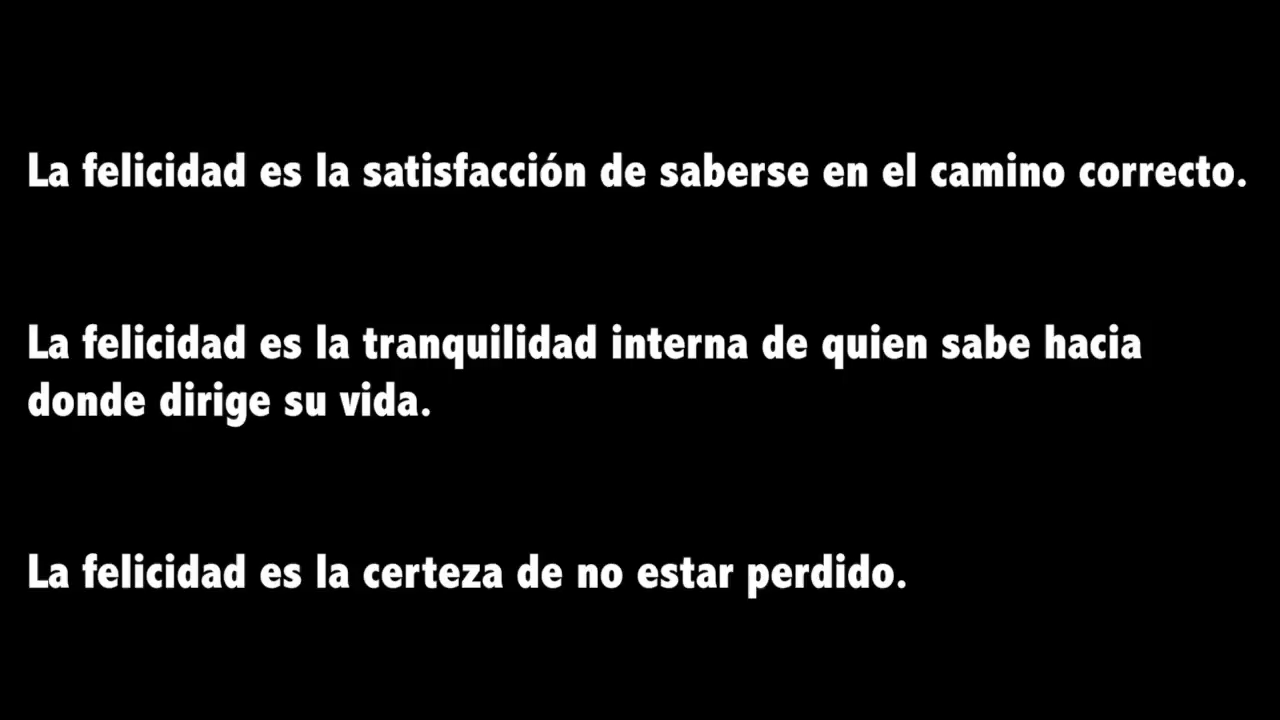 La felicidad es la satisfacción de saberse en el camino correcto.
La felicidad es la tranquilidad interna de quien sabe hacia
donde dirige su vida.
La felicidad es la certeza de no estar perdido.